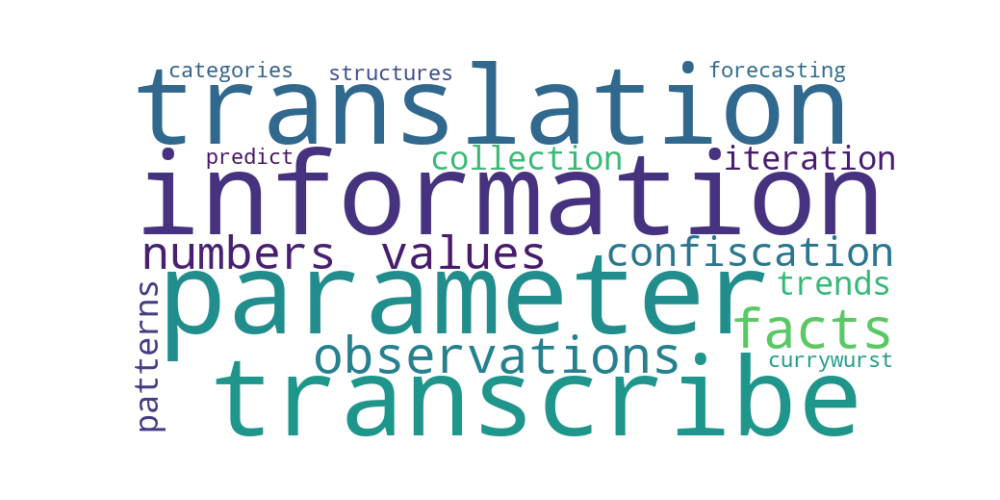 categories structures forecasting
translation
predict collection iteration
information
numbers values confiscation
parameter trends
patterns
facts
observations currywurst
transcribe